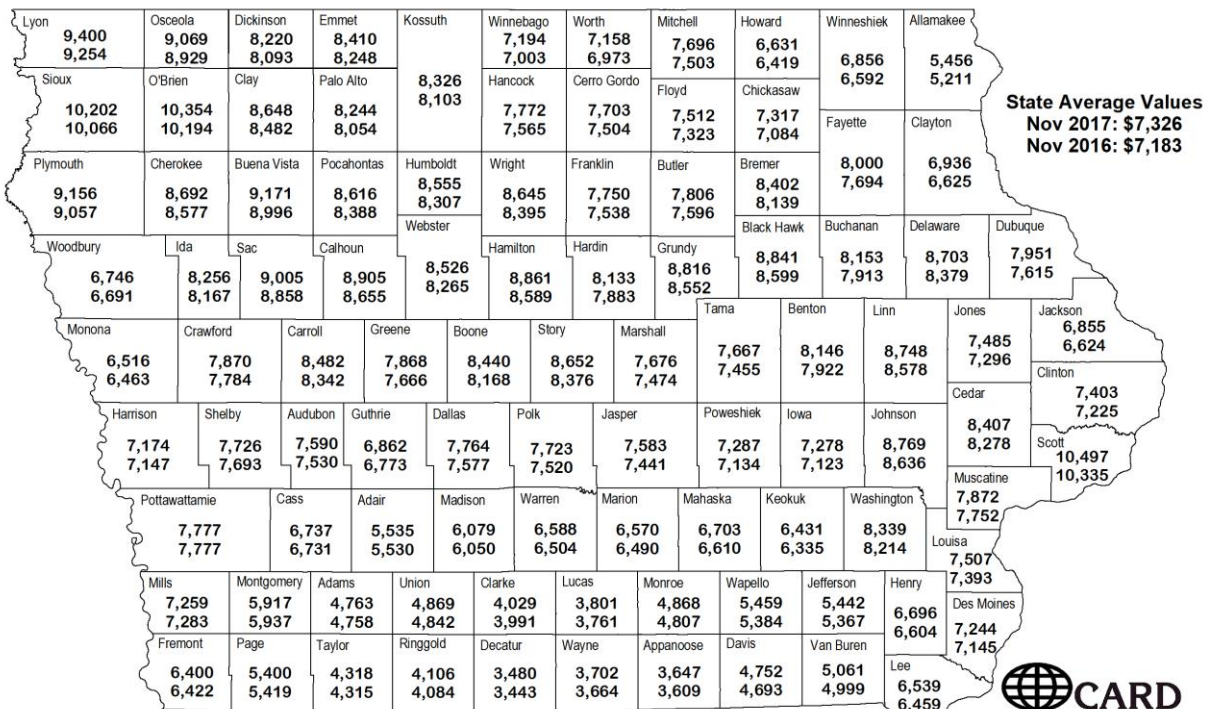 Lyon
9,400
9,254
Osceola
9,069
8,929
Dickinson
8,220
8,093
Emmet
8,410
8,248
Kossuth
8,326
8,103
Winnebago
7,194
7,003
Worth
7,158
6,973
Mitchell
7,696
7,503
Howard
6,631
6,419
Winneshiek
6,856
6,592
Allamakee
5,456
5,211
Sioux
10,202
10,066
O'Brien
10,354
10,194
Clay
8,648
8,482
Palo Alto
8,244
8,054
Hancock
7,772
7,565
Cerro Gordo
7,703
7,504
Floyd
7,512
7,323
Chickasaw
7,317
7,084
Fayette
8,000
7,694
Clayton
6,936
6,625
State Average Values
Nov 2017: $7,326
Nov 2016: $7,183
Plymouth
9,156
9,057
Cherokee
8,692
8,577
Buena Vista
9,171
8,996
Pocahontas
8,616
8,388
Humboldt
8,555
8,307
Wright
8,645
8,395
Franklin
7,750
7,538
Butler
7,806
7,596
Bremer
8,402
8,139
Woodbury
6,746
6,691
Ida
8,256
8,167
Sac
9,005
8,858
Calhoun
8,905
8,655
Webster
8,526
8,265
Hamilton
8,861
8,589
Hardin
8,133
7,883
Grundy
8,816
8,552
Black Hawk
8,841
8,599
Buchanan
8,153
7,913
Delaware
8,703
8,379
Dubuque
7,951
7,615
Monona
6,516
6,463
Crawford
7,870
7,784
Carroll
8,482
8,342
Greene
7,868
7,666
Boone
8,440
8,168
Story
8,652
8,376
Marshall
7,676
7,474
Tama
7,667
7,455
Benton
8,146
7,922
Linn
8,748
8,578
Jones
7,485
7,296
Jackson
6,855
6,624
Clinton
7,403
7,225
Cedar
8,407
8,278
Scott
10,497
10,335
Harrison
7,174
7,147
Shelby
7,726
7,693
Audubon
7,590
7,530
Guthrie
6,862
6,773
Dallas
7,764
7,577
Polk
7,723
7,520
Jasper
7,583
7,441
Poweshiek
7,287
7,134
Iowa
7,278
7,123
Johnson
8,769
8,636
Muscatine
7,872
7,752
Pottawattamie
7,777
7,777
Cass
6,737
6,731
Adair
5,535
5,530
Madison
6,079
6,050
Warren
6,588
6,504
Marion
6,570
6,490
Mahaska
6,703
6,610
Keokuk
6,431
6,335
Washington
8,339
8,214
Louisa
7,507
7,393
Mills
7,259
7,283
Montgomery
5,917
5,937
Adams
4,763
4,758
Union
4,869
4,842
Clarke
4,029
3,991
Lucas
3,801
3,761
Monroe
4,868
4,807
Wapello
5,459
5,384
Jefferson
5,442
5,367
Henry
6,696
6,604
Des Moines
7,244
7,145
Fremont
6,400
6,422
Page
5,400
5,419
Taylor
4,318
4,315
Ringgold
4,106
4,084
Decatur
3,480
3,443
Wayne
3,702
3,664
Appanoose
3,647
3,609
Davis
4,752
4,693
Van Buren
5,061
4,999
Lee
6,539
6,459
CARD